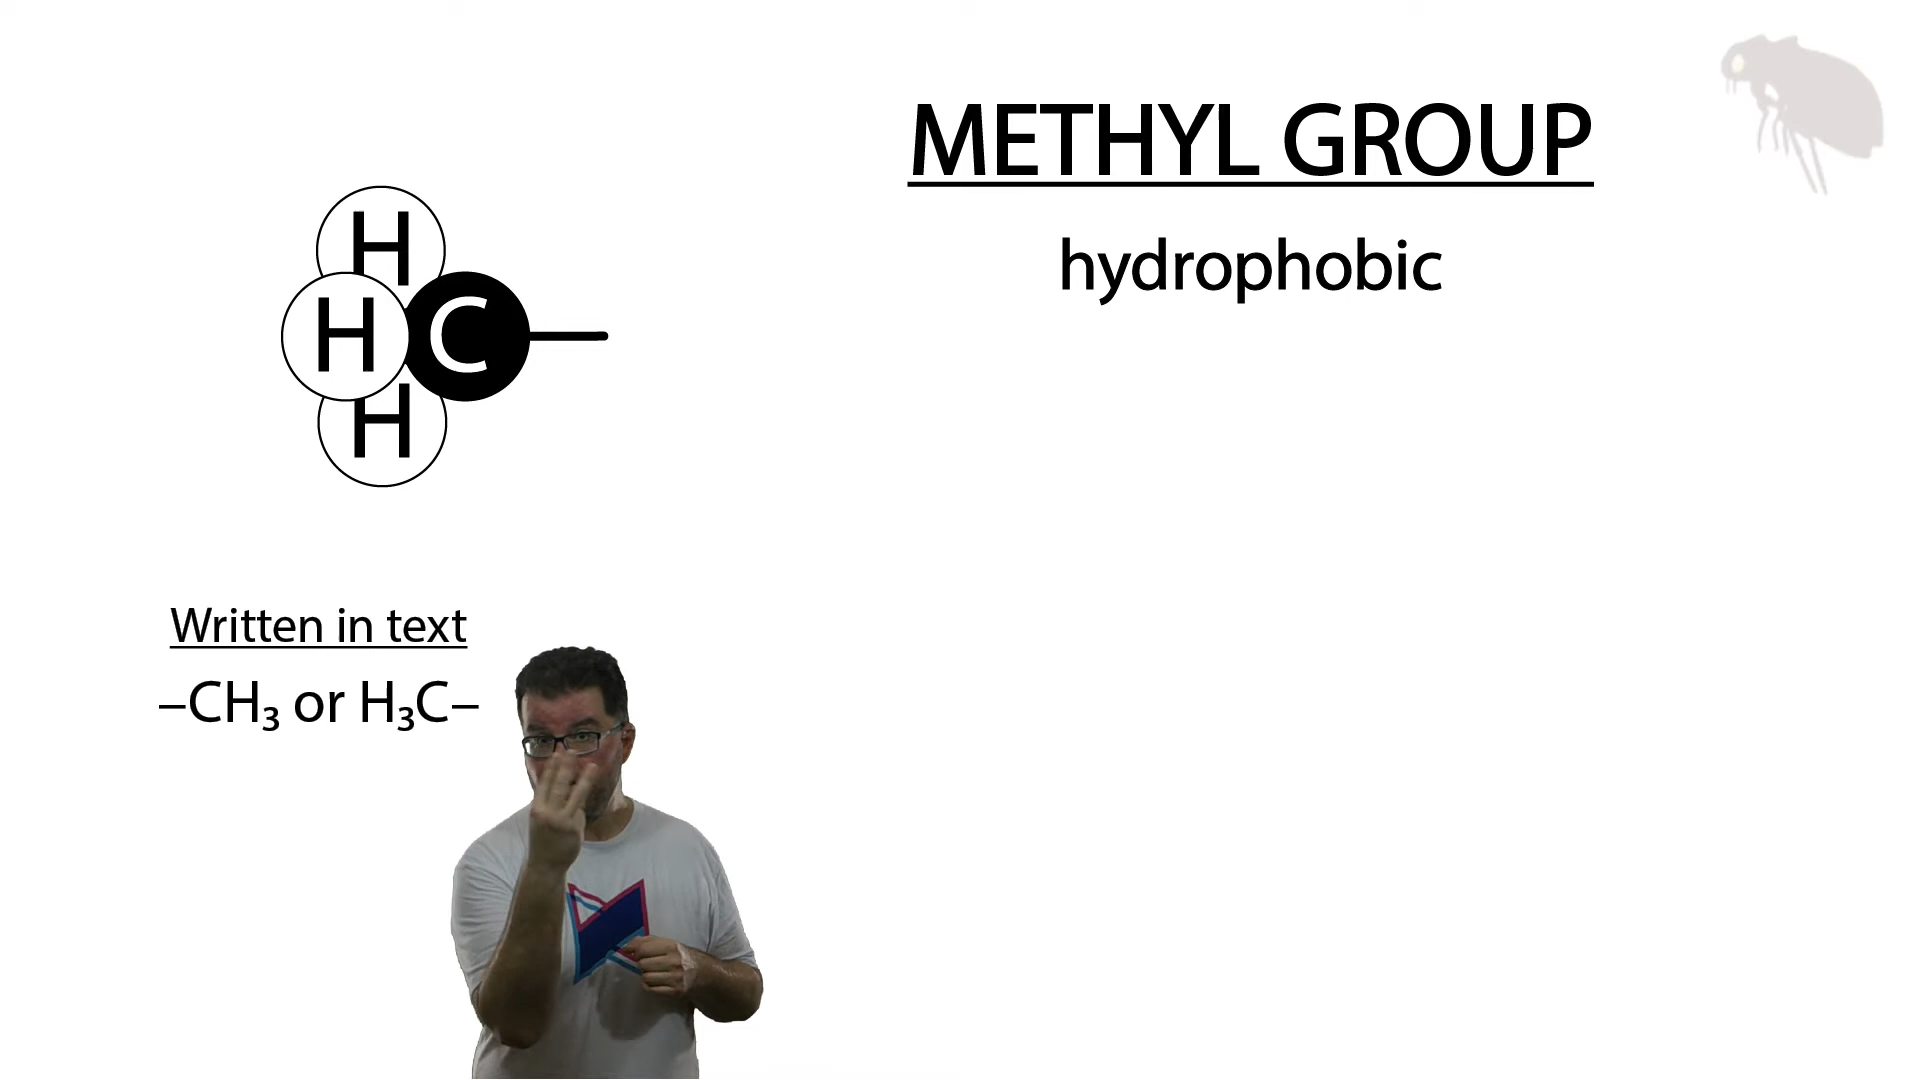 METHYL GROUP
hydrophobic
H
H C
H
Written in text
–CH₃ or H₃C–